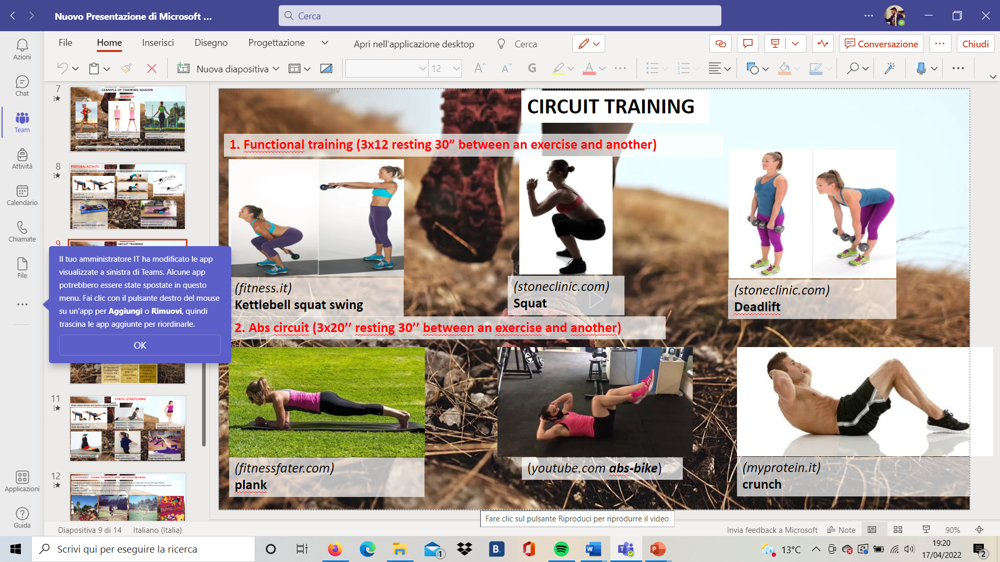 Nuovo Presentazione di Microsoft ...
Cerca
File
Home
Inserisci
Disegno
Progettazione
Apri nell'applicazione desktop
Cerca
Conversazione
Chiudi
Nuova diapositiva
12
G
A
Azioni
Chat
Team
Attività
Calendario
Chiamate
File
Applicazioni
Guida
7
EXAMPLE OF TRAINING SESSION
WARM UP
8
POSTURAL ACTIVITY
9
CIRCUIT TRAINING
Il tuo amministratore IT ha modificato le app
visualizzate a sinistra di Teams. Alcune app
potrebbero essere state spostate in questo
menu. Fai clic con il pulsante destro del mouse
su un'app per Aggiungi o Rimuovi, quindi
trascina le app aggiunte per riordinarle.
OK
11
STATIC STRETCHING
12
CIRCUIT TRAINING
1. Functional training (3x12 resting 30” between an exercise and another)
(fitness.it)
Kettlebell squat swing
(stoneclinic.com)
Squat
(stoneclinic.com)
Deadlift
2. Abs circuit (3x20’’ resting 30’’ between an exercise and another)
(fitnessfater.com)
plank
(youtube.com abs-bike)
(myprotein.it)
crunch
Fare clic sul pulsante Riproduci per riprodurre il video
Diapositiva 9 di 14
Italiano (Italia)
Invia feedback a Microsoft
Note
90%
Scrivi qui per eseguire la ricerca
1
B.
13°C
19:20
17/04/2022
2